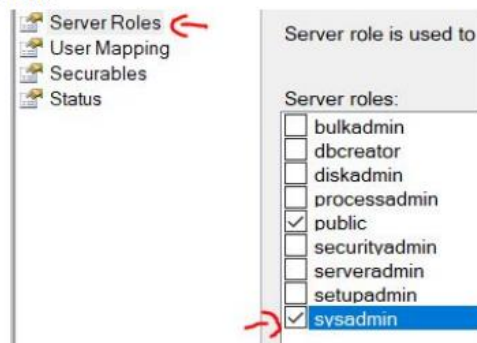 Server Roles
User Mapping
Securables
Status
Server role is used to
Server roles:
bulkadmin
dbcreator
diskadmin
processadmin
public
securityadmin
serveradmin
setupadmin
sysadmin